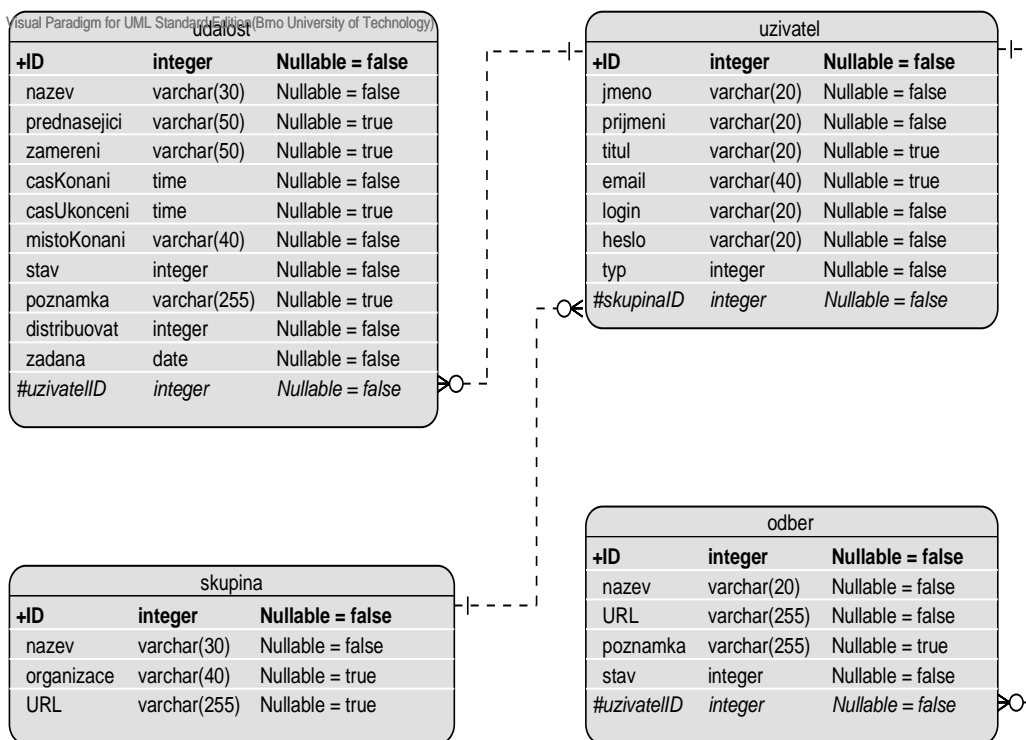 Visual Paradigm for UML Standard Edition(Brno University of Technology)
udalost
+ID integer Nullable = false
nazev varchar(30) Nullable = false
prednasejici varchar(50) Nullable = true
zamereni varchar(50) Nullable = true
casKonani time Nullable = false
casUkonceni time Nullable = true
mistoKonani varchar(40) Nullable = false
stav integer Nullable = false
poznamka varchar(255) Nullable = true
distribuovat integer Nullable = false
zadana date Nullable = false
#uzivatelID integer Nullable = false
uzivatel
+ID integer Nullable = false
jmeno varchar(20) Nullable = false
prijmeni varchar(20) Nullable = false
titul varchar(20) Nullable = true
email varchar(40) Nullable = true
login varchar(20) Nullable = false
heslo varchar(20) Nullable = false
typ integer Nullable = false
#skupinaID integer Nullable = false
skupina
+ID integer Nullable = false
nazev varchar(30) Nullable = false
organizace varchar(40) Nullable = true
URL varchar(255) Nullable = true
odber
+ID integer Nullable = false
nazev varchar(20) Nullable = false
URL varchar(255) Nullable = false
poznamka varchar(255) Nullable = true
stav integer Nullable = false
#uzivatelID integer Nullable = false